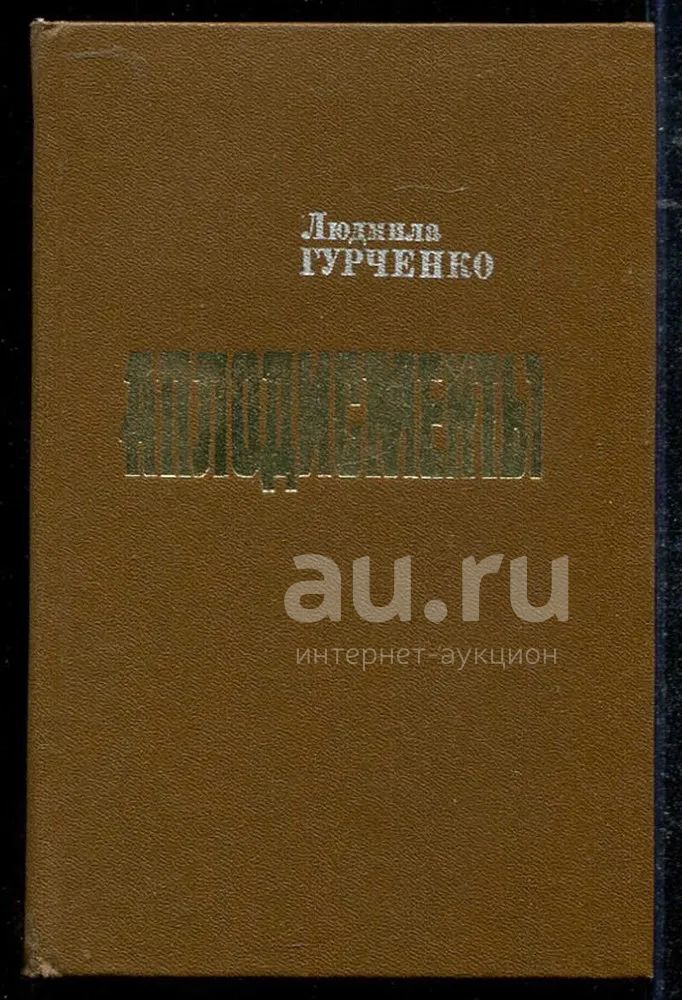 Людмила
ГУРЧЕНКО
АПЛОДИСМЕНТЫ
au.ru
интернет-аукцион